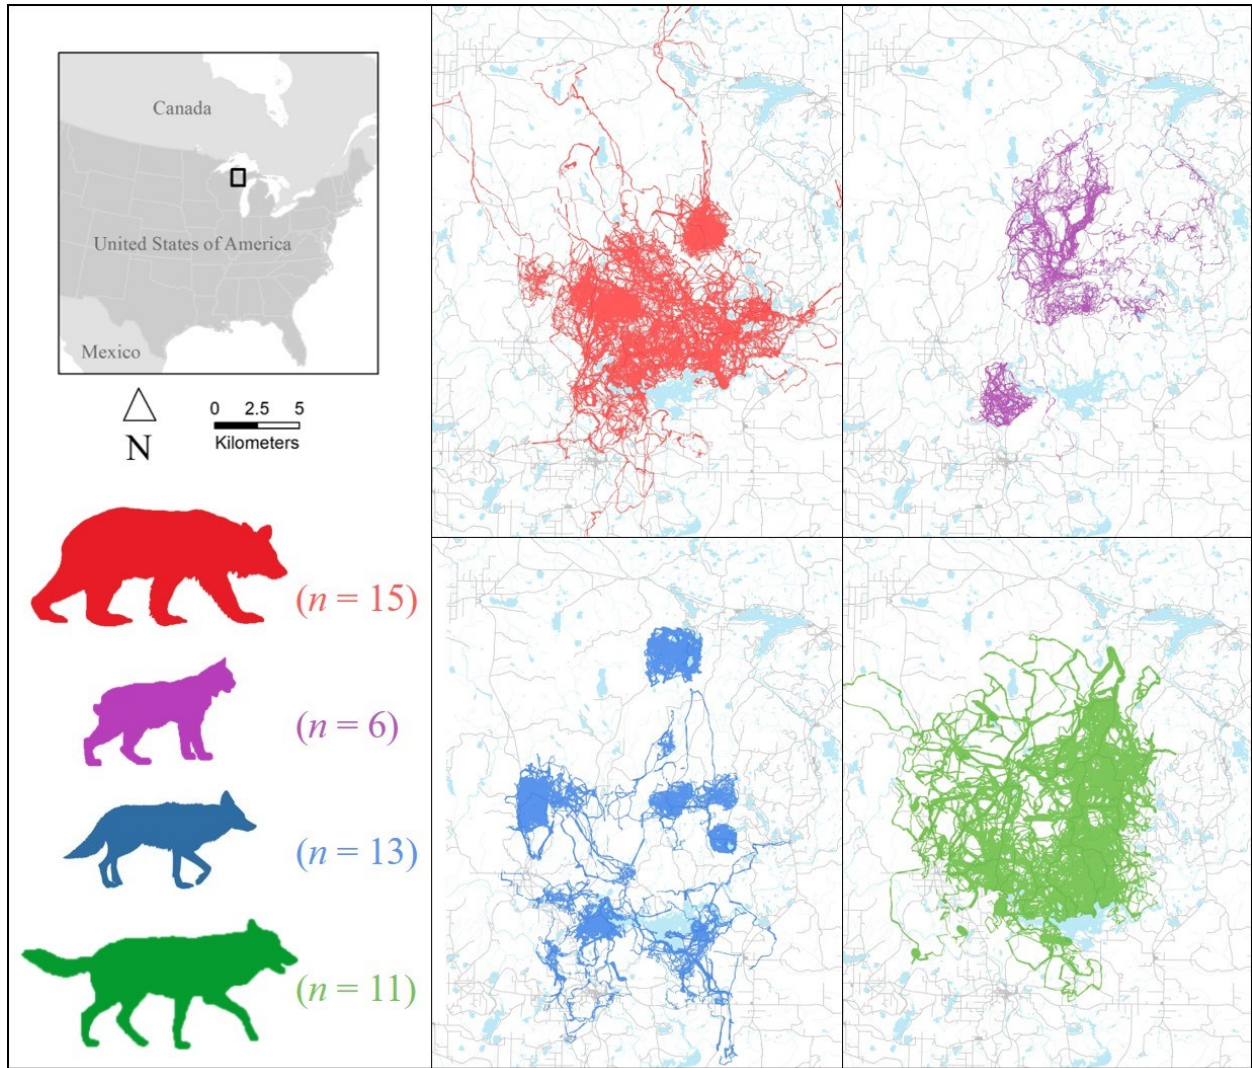 Canada
United States of America
Mexico
N
0 2.5 5
Kilometers
(n = 15)
(n = 6)
(n = 13)
(n = 11)